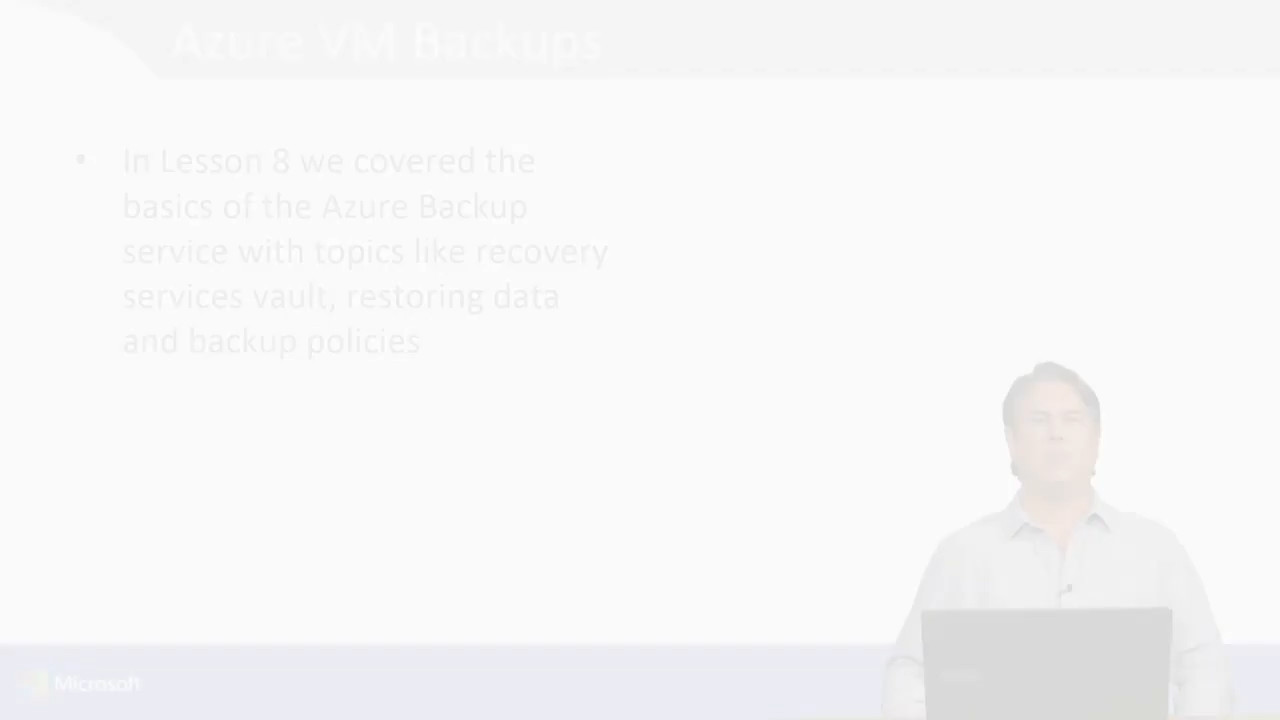 Azure VM Backups
• In Lesson 8 we covered the
basics of the Azure Backup
service with topics like recovery
services vault, restoring data
and backup policies
Microsoft